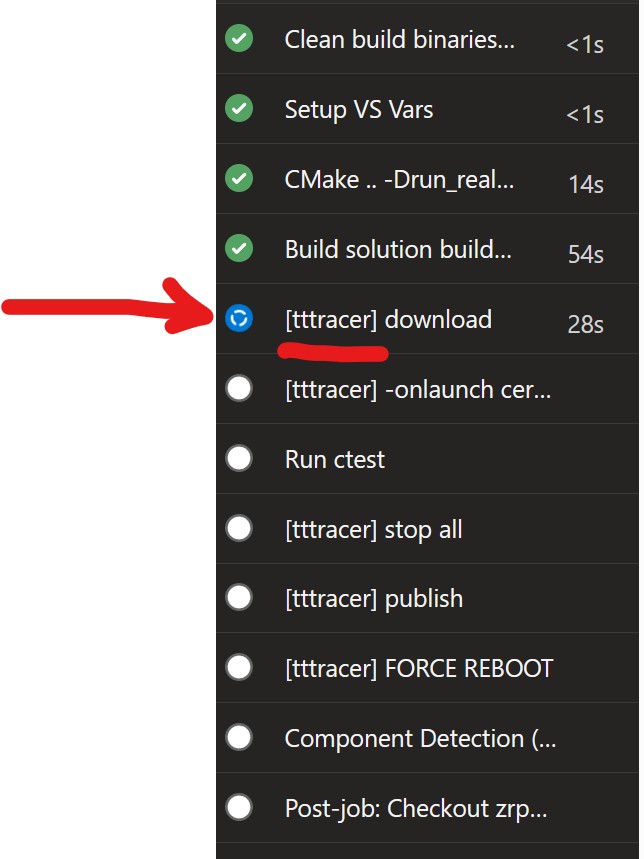 Clean build binaries... <1s
Setup VS Vars <1s
CMake .. -Drun_real... 14s
Build solution build... 54s
[tttracer] download 28s
[tttracer] -onlaunch cer...
Run ctest
[tttracer] stop all
[tttracer] publish
[tttracer] FORCE REBOOT
Component Detection (...
Post-job: Checkout zrp...